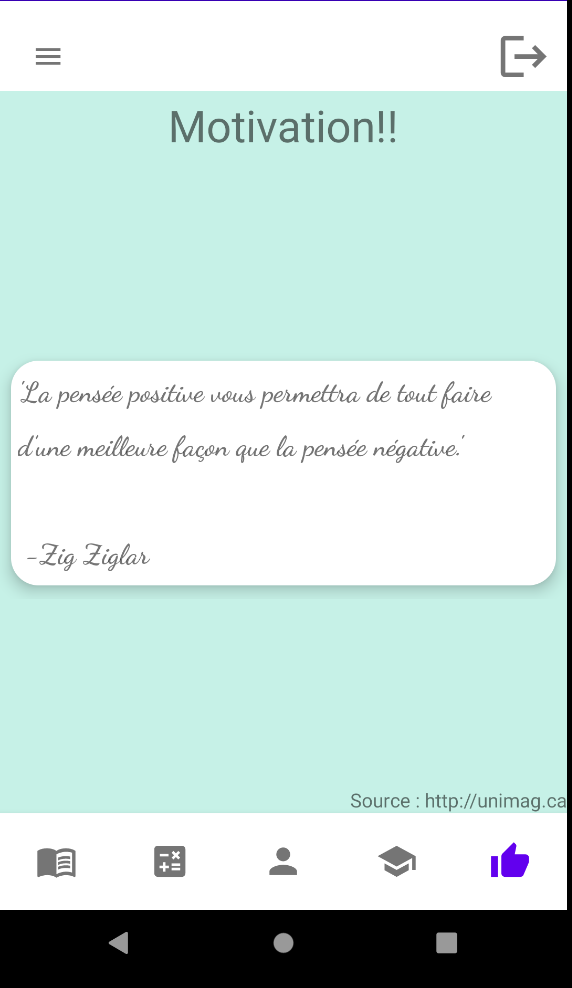 Motivation!!
'La pensée positive vous permettra de tout faire
d'une meilleure façon que la pensée négative.'
-Zig Ziglar
Source : http://unimag.ca